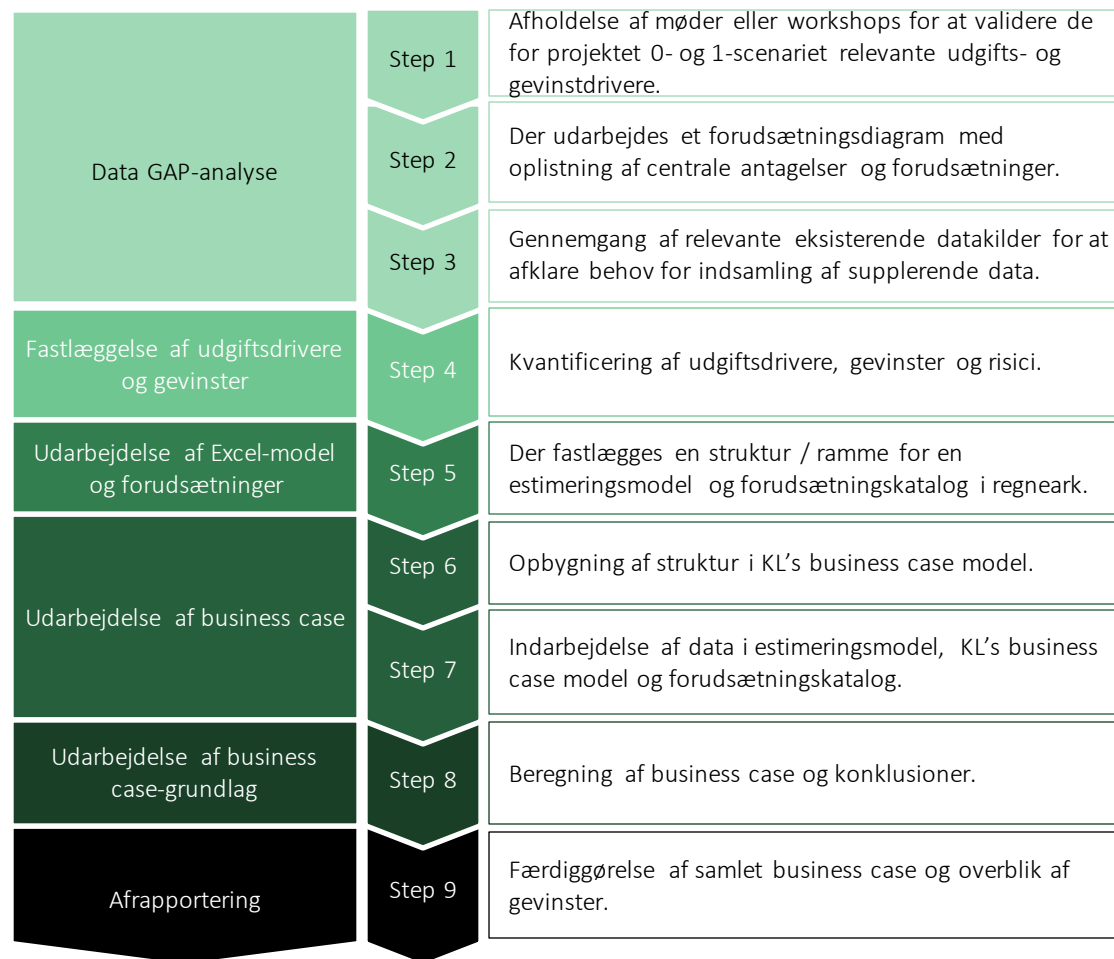 Data GAP-analyse
Step 1
Afholdelse af møder eller workshops for at validere de
for projektet 0- og 1-scenariet relevante udgifts- og
gevinstdrivere.
Step 2
Der udarbejdes et forudsætningsdiagram med
oplistning af centrale antagelser og forudsætninger.
Step 3
Gennemgang af relevante eksisterende datakilder for at
afklare behov for indsamling af supplerende data.
Fastlæggelse af udgiftsdrivere
og gevinster
Step 4
Kvantificering af udgiftsdrivere, gevinster og risici.
Udarbejdelse af Excel-model
og forudsætninger
Step 5
Der fastlægges en struktur / ramme for en
estimeringsmodel og forudsætningskatalog i regneark.
Udarbejdelse af business case
Step 6
Opbygning af struktur i KL’s business case model.
Step 7
Indarbejdelse af data i estimeringsmodel, KL’s business
case model og forudsætningskatalog.
Udarbejdelse af business
case-grundlag
Step 8
Beregning af business case og konklusioner.
Afrapportering
Step 9
Færdiggørelse af samlet business case og overblik af
gevinster.